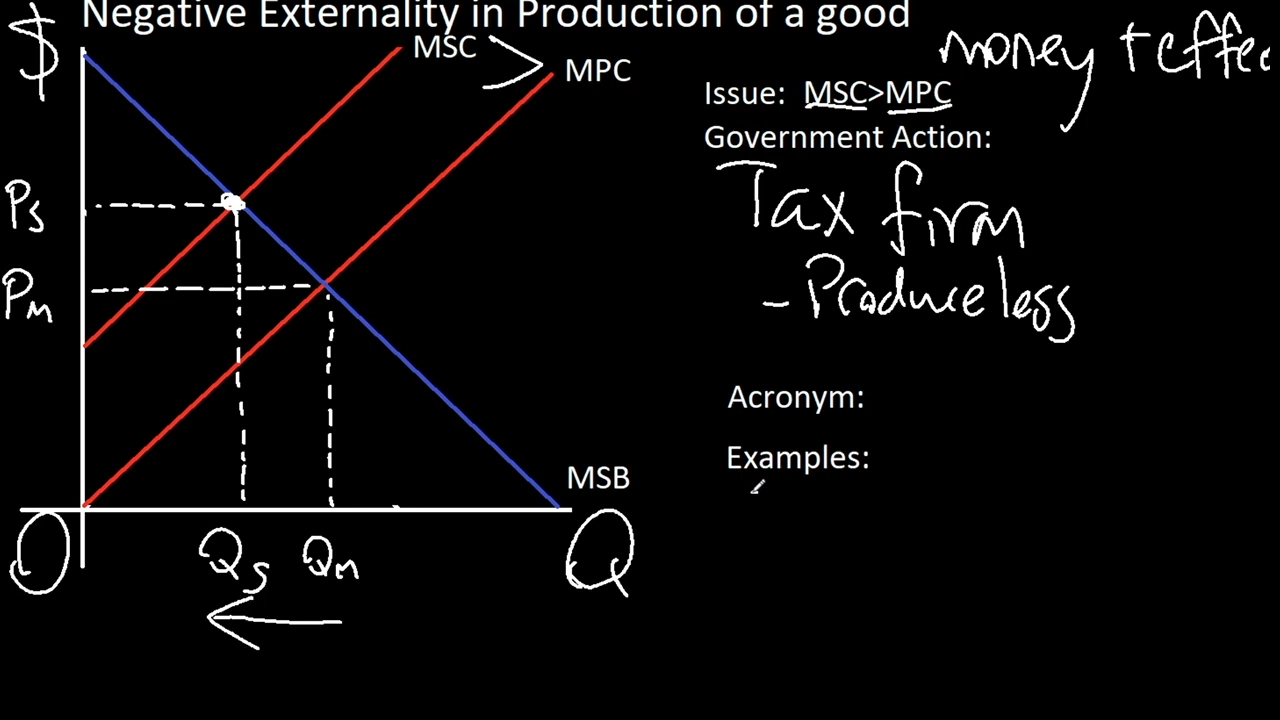 Negative Externality in Production of a good
$
MSC > MPC
money + effec
Issue: MSC>MPC
Government Action:
Tax firm
- Produce less
Ps
Pm
Acronym:
Examples:
MSB
O
Qs Qm
Q